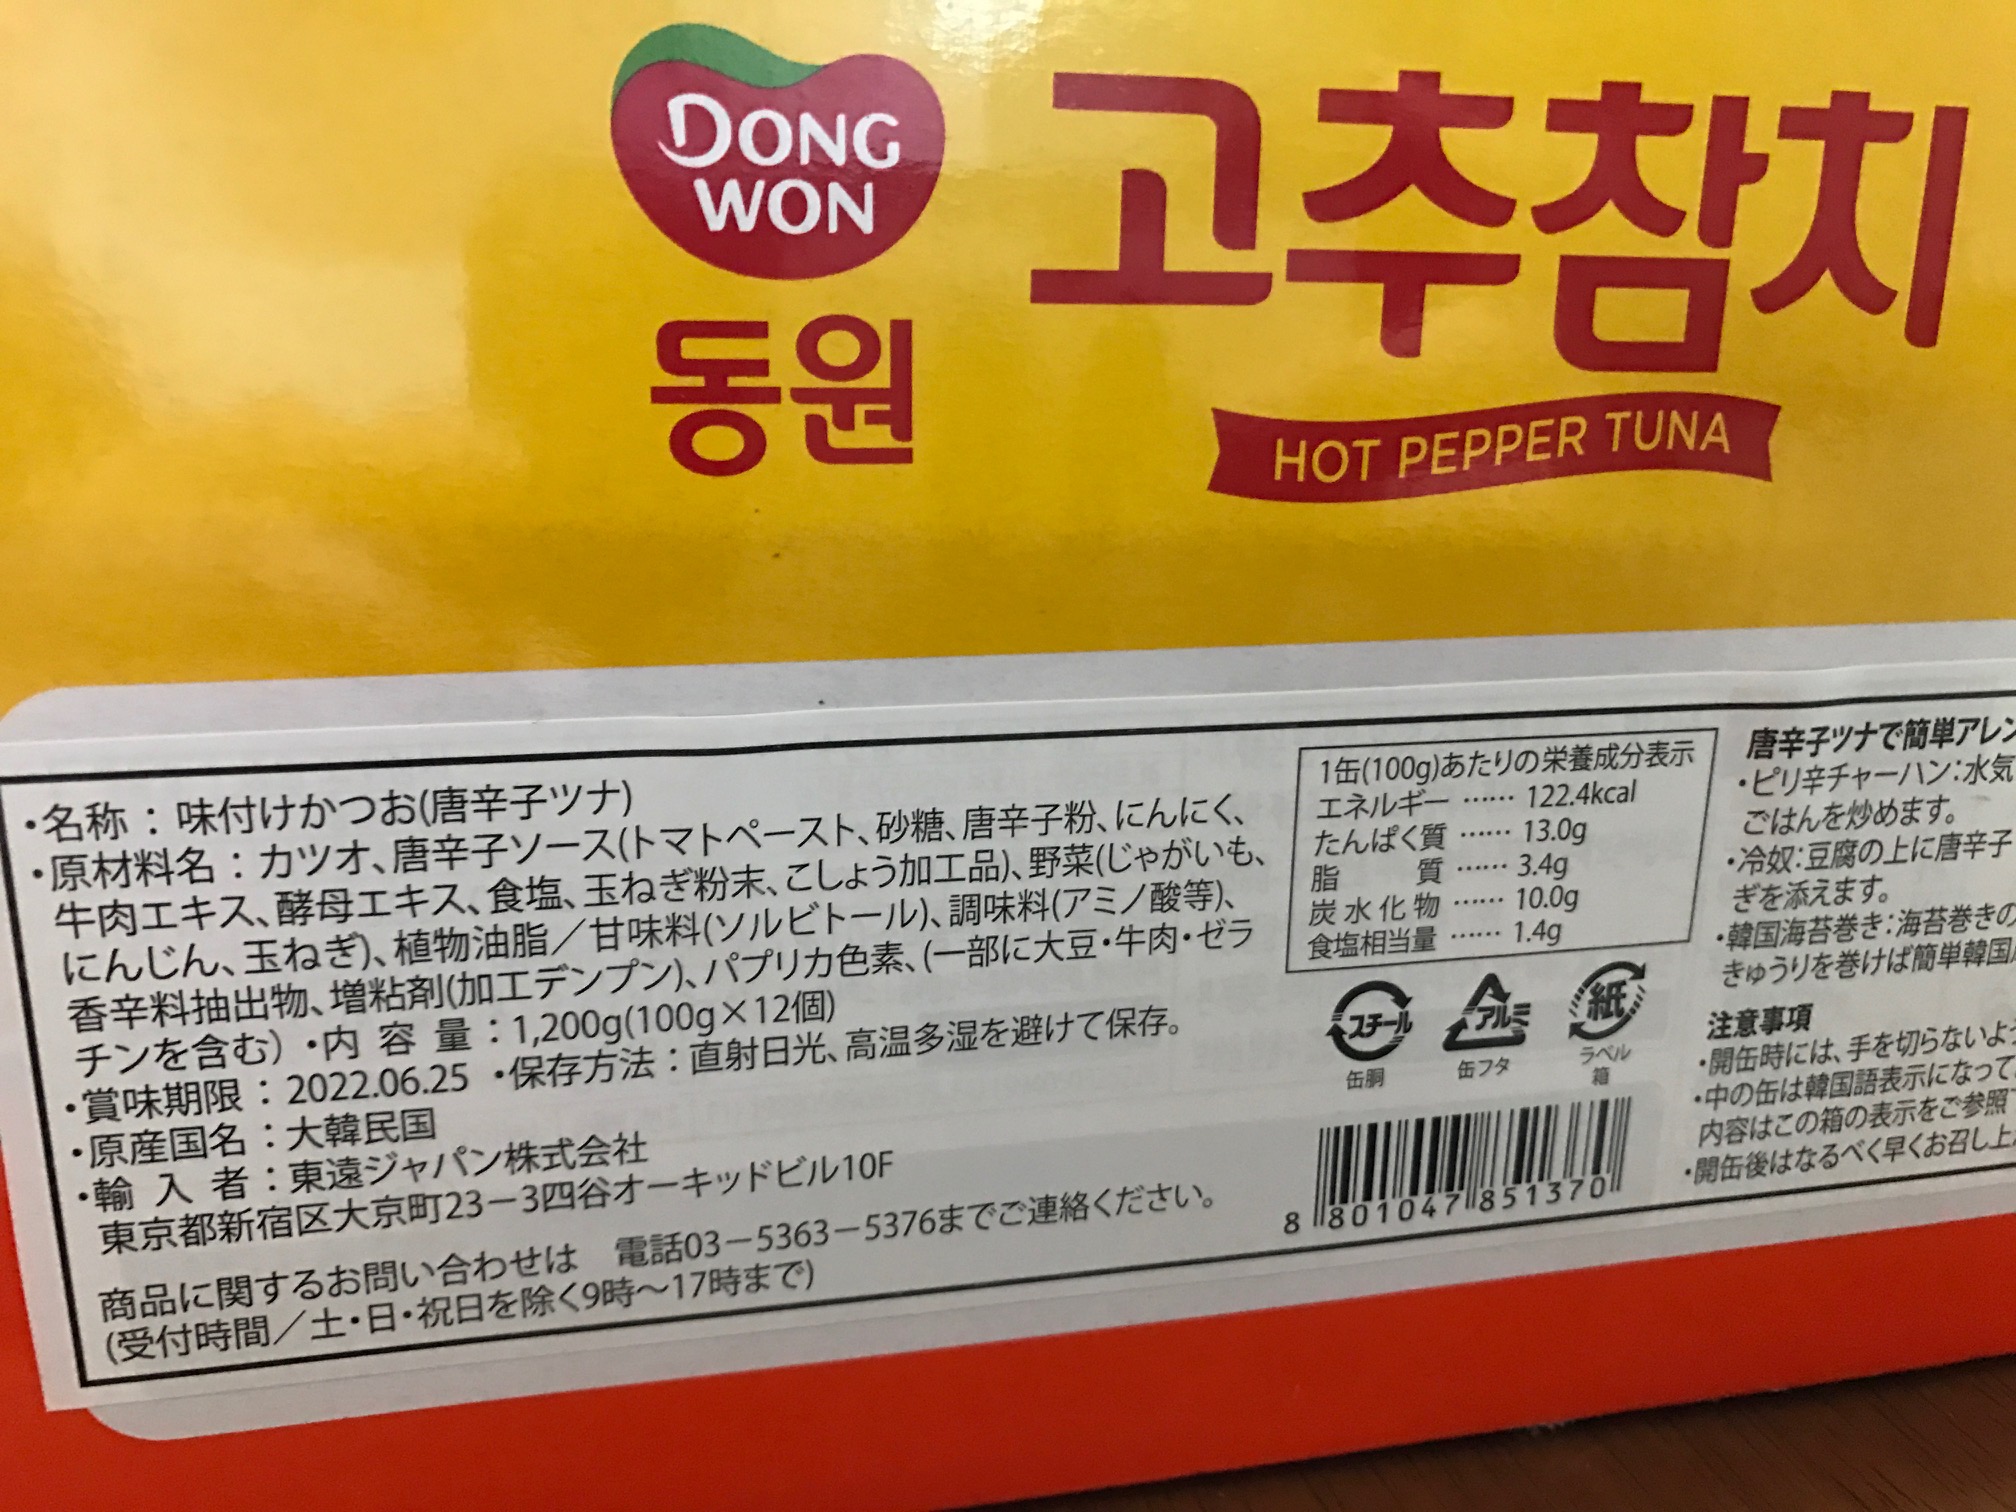 DONG
WON
동원
고추참치
HOT PEPPER TUNA
・名称：味付けかつお(唐辛子ツナ)
・原材料名：カツオ、唐辛子ソース(トマトペースト、砂糖、唐辛子粉、にんにく、
牛肉エキス、酵母エキス、食塩、玉ねぎ粉末、こしょう加工品)、野菜(じゃがいも、
にんじん、玉ねぎ)、植物油脂／甘味料(ソルビトール)、調味料(アミノ酸等)、
香辛料抽出物、増粘剤(加工デンプン)、パプリカ色素、(一部に大豆・牛肉・ゼラ
チンを含む)・内 容 量：1,200g(100g×12個)
・賞味期限：2022.06.25 ・保存方法：直射日光、高温多湿を避けて保存。
・原産国名：大韓民国
・輸 入 者：東遠ジャパン株式会社
東京都新宿区大京町23－3四谷オーキッドビル10F
商品に関するお問い合わせは 電話03－5363－5376までご連絡ください。
(受付時間／土・日・祝日を除く9時～17時まで)
1缶(100g)あたりの栄養成分表示
エネルギー …… 122.4kcal
たんぱく質 …… 13.0g
脂 質 …… 3.4g
炭水化物 …… 10.0g
食塩相当量 …… 1.4g
スチール
缶胴
アルミ
缶フタ
紙
ラベル
箱
8 801047 851370
唐辛子ツナで簡単アレン
・ピリ辛チャーハン：水気
ごはんを炒めます。
・冷奴：豆腐の上に唐辛子
ぎを添えます。
・韓国海苔巻き：海苔巻きの
きゅうりを巻けば簡単韓国
注意事項
・開缶時には、手を切らないよ
・中の缶は韓国語表示になって
内容はこの箱の表示をご参照
・開缶後はなるべく早くお召し上